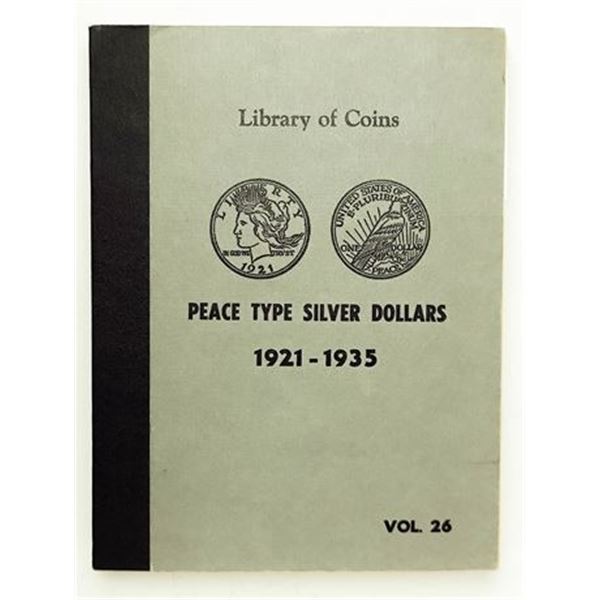 Library of Coins
LIBERTY
IN GOD WE TRVST
1921
UNITED STATES OF AMERICA
E·PLURIBUS UNUM
ONE DOLLAR
PEACE
PEACE TYPE SILVER DOLLARS
1921 - 1935
VOL. 26